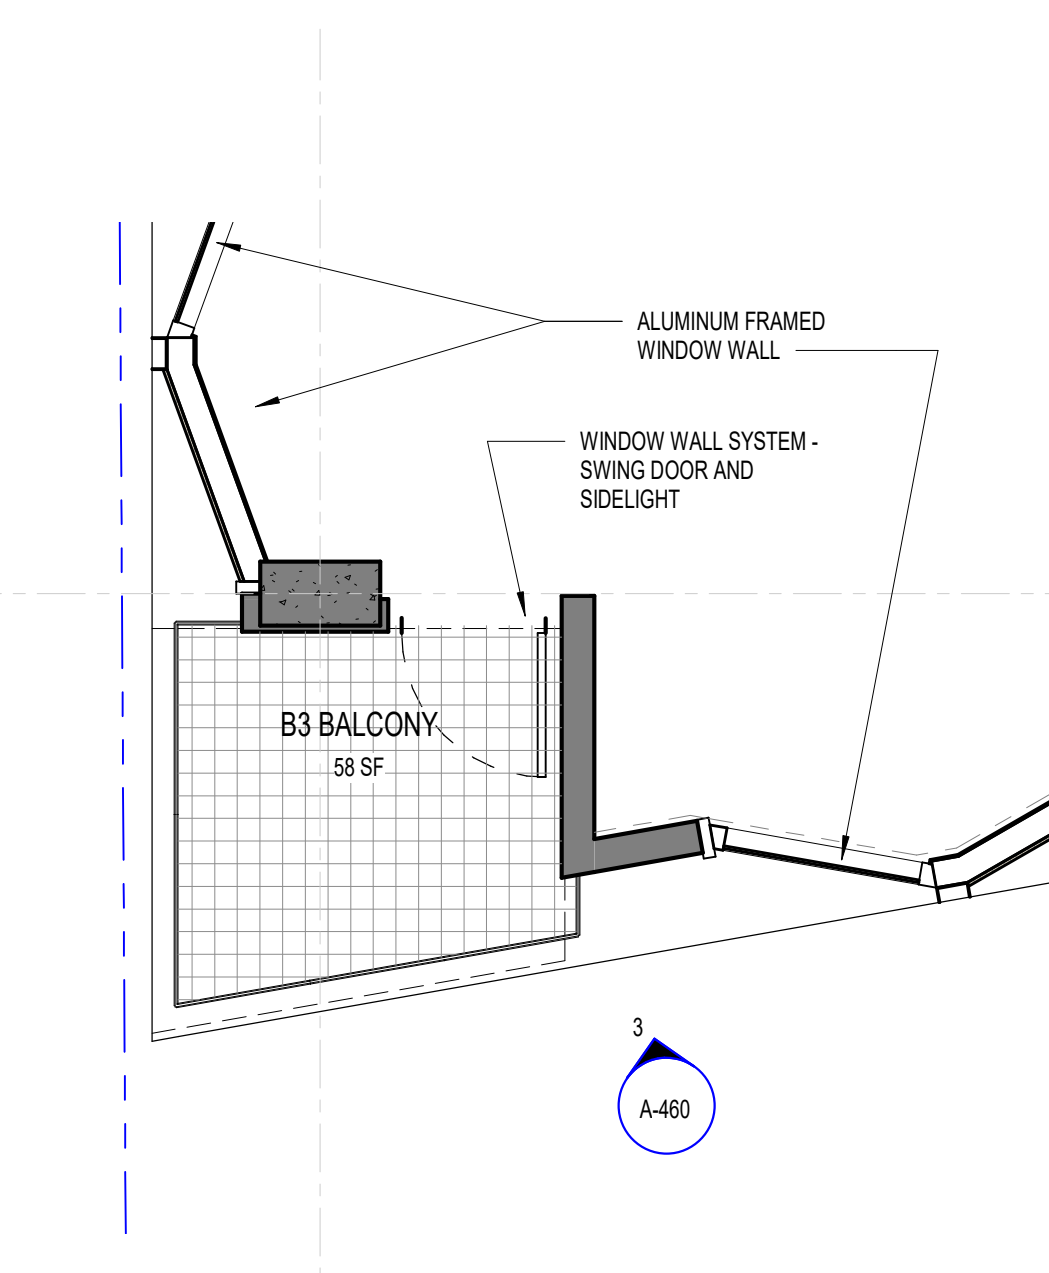 ALUMINUM FRAMED
WINDOW WALL
WINDOW WALL SYSTEM -
SWING DOOR AND
SIDELIGHT
B3 BALCONY
58 SF
3
A-460